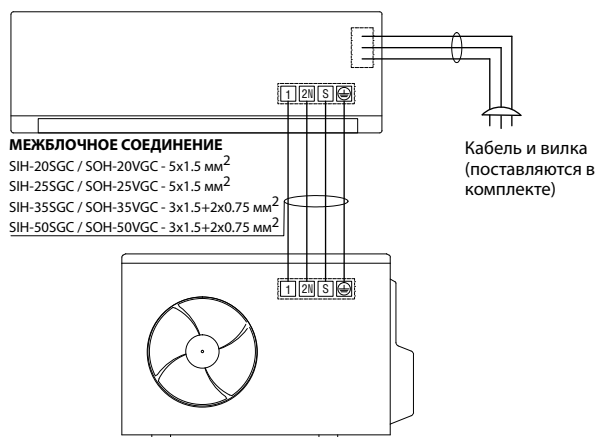 1 2N S
МЕЖБЛОЧНОЕ СОЕДИНЕНИЕ
SIH-20SGC / SOH-20VGC - 5x1.5 мм²
SIH-25SGC / SOH-25VGC - 5x1.5 мм²
SIH-35SGC / SOH-35VGC - 3x1.5+2x0.75 мм²
SIH-50SGC / SOH-50VGC - 3x1.5+2x0.75 мм²
Кабель и вилка
(поставляются в
комплекте)
1 2N S